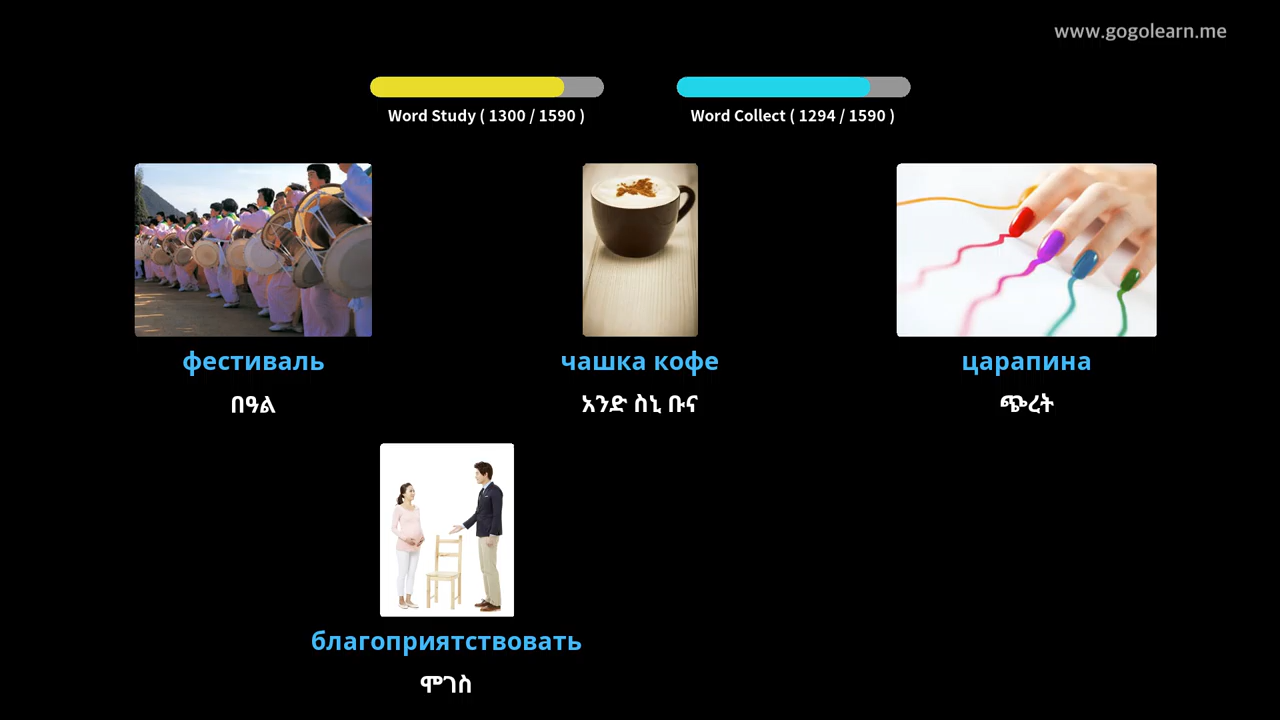 www.gogolearn.me
Word Study ( 1300 / 1590 )
Word Collect ( 1294 / 1590 )
фестиваль
чашка кофе
царапина
በዓል
አንድ ስኒ ቡና
ጭረት
благоприятствовать
ሞገስ